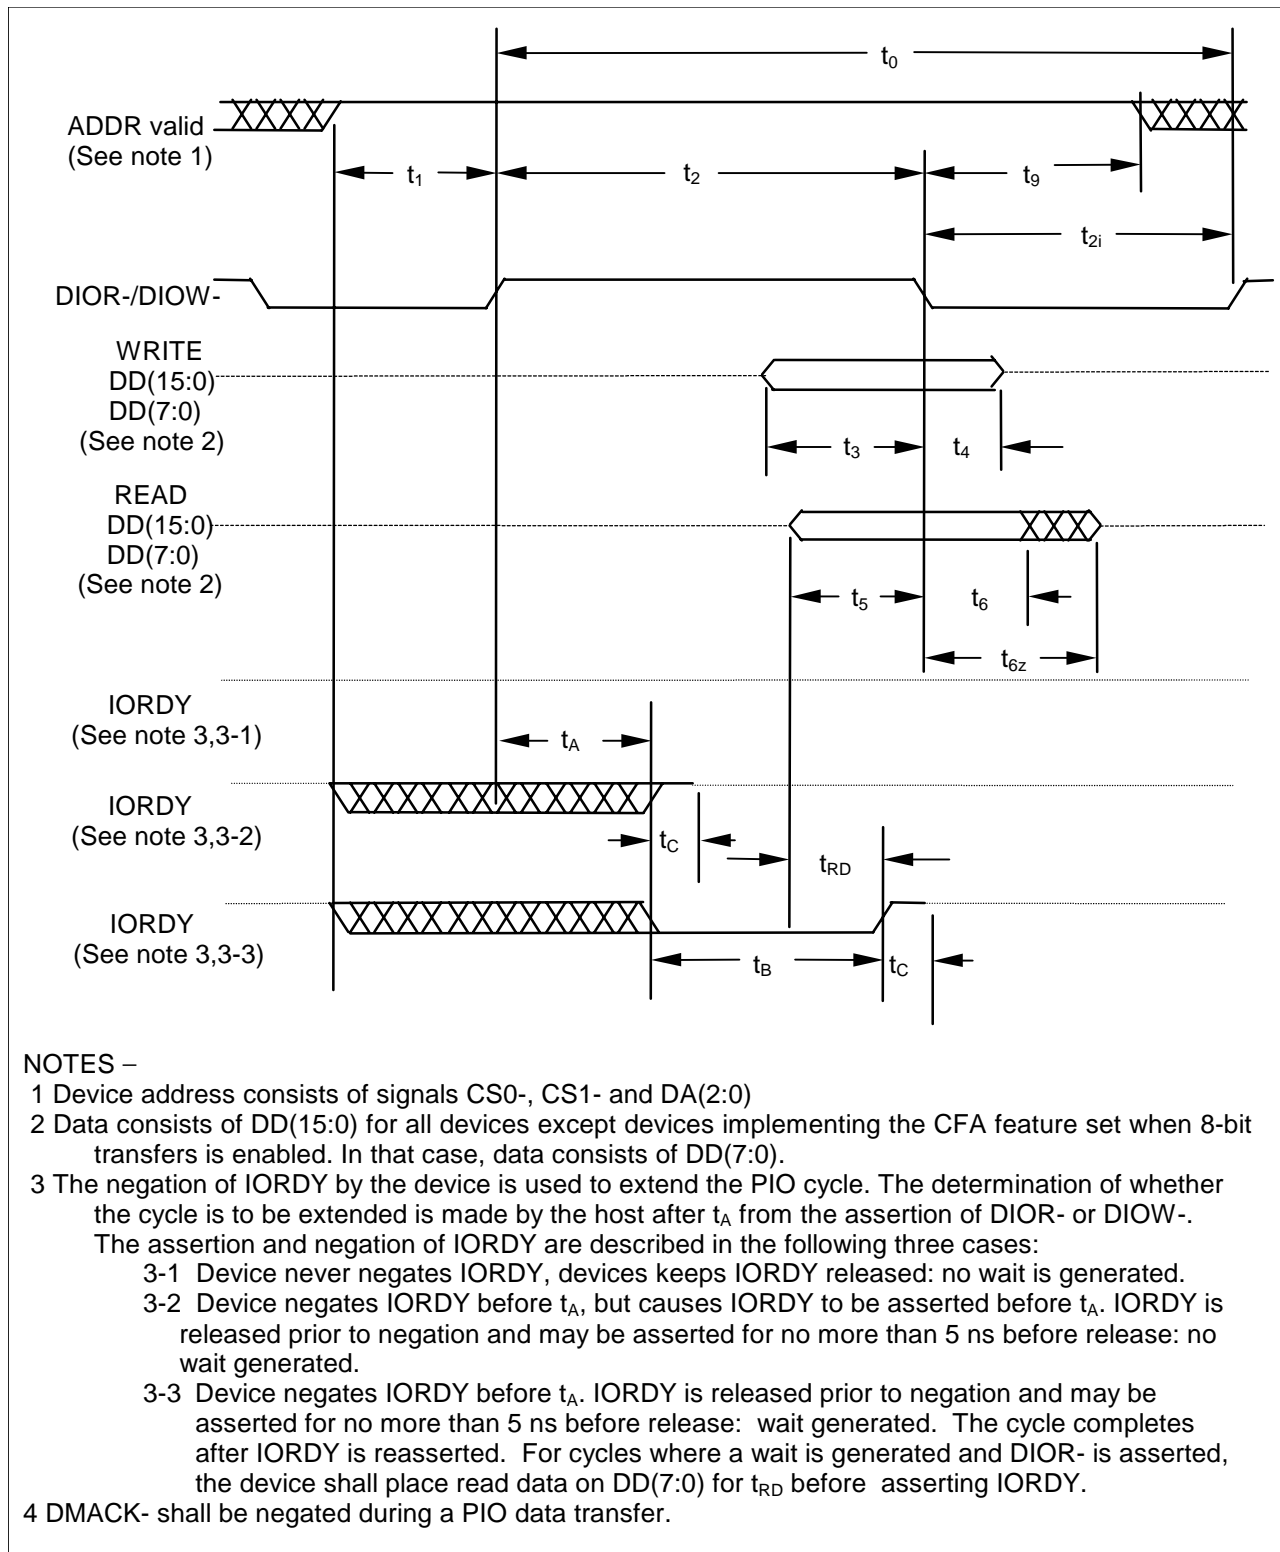 t0
ADDR valid
(See note 1)
t1
t2
t9
t2i
DIOR-/DIOW-
WRITE
DD(15:0)
DD(7:0)
(See note 2)
t3
t4
READ
DD(15:0)
DD(7:0)
(See note 2)
t5
t6
t6z
IORDY
(See note 3,3-1)
tA
IORDY
(See note 3,3-2)
tC
tRD
IORDY
(See note 3,3-3)
tB
tC
NOTES –
1 Device address consists of signals CS0-, CS1- and DA(2:0)
2 Data consists of DD(15:0) for all devices except devices implementing the CFA feature set when 8-bit
transfers is enabled. In that case, data consists of DD(7:0).
3 The negation of IORDY by the device is used to extend the PIO cycle. The determination of whether
the cycle is to be extended is made by the host after tA from the assertion of DIOR- or DIOW-.
The assertion and negation of IORDY are described in the following three cases:
3-1 Device never negates IORDY, devices keeps IORDY released: no wait is generated.
3-2 Device negates IORDY before tA, but causes IORDY to be asserted before tA. IORDY is
released prior to negation and may be asserted for no more than 5 ns before release: no
wait generated.
3-3 Device negates IORDY before tA. IORDY is released prior to negation and may be
asserted for no more than 5 ns before release: wait generated. The cycle completes
after IORDY is reasserted. For cycles where a wait is generated and DIOR- is asserted,
the device shall place read data on DD(7:0) for tRD before asserting IORDY.
4 DMACK- shall be negated during a PIO data transfer.